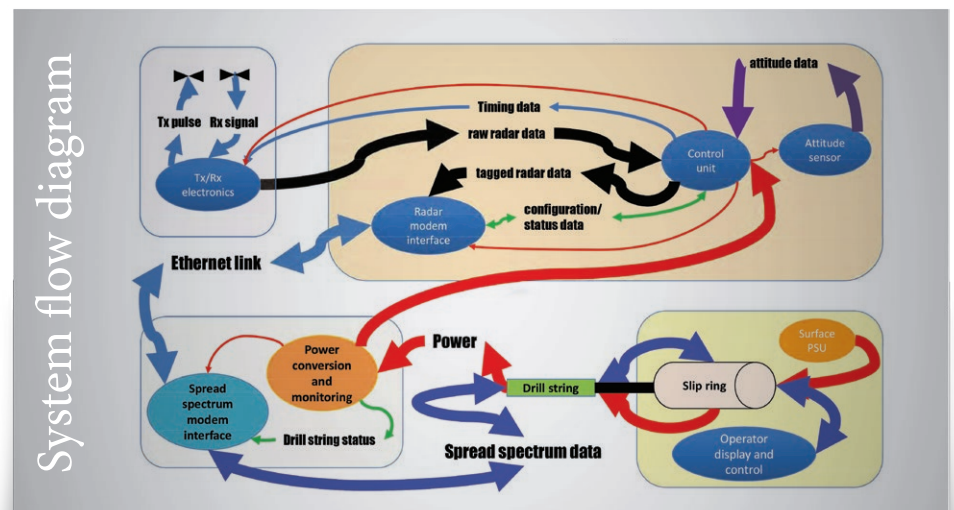 System flow diagram
attitude data
Tx pulse
Rx signal
Timing data
raw radar data
Control
unit
Attitude
sensor
Tx/Rx
electronics
tagged radar data
Radar
modem
interface
configuration/
status data
Ethernet link
Power
conversion
and
monitoring
Power
Surface
PSU
Spread
spectrum
modem
interface
Drill string
Slip ring
Drill string status
Spread spectrum data
Operator
display and
control